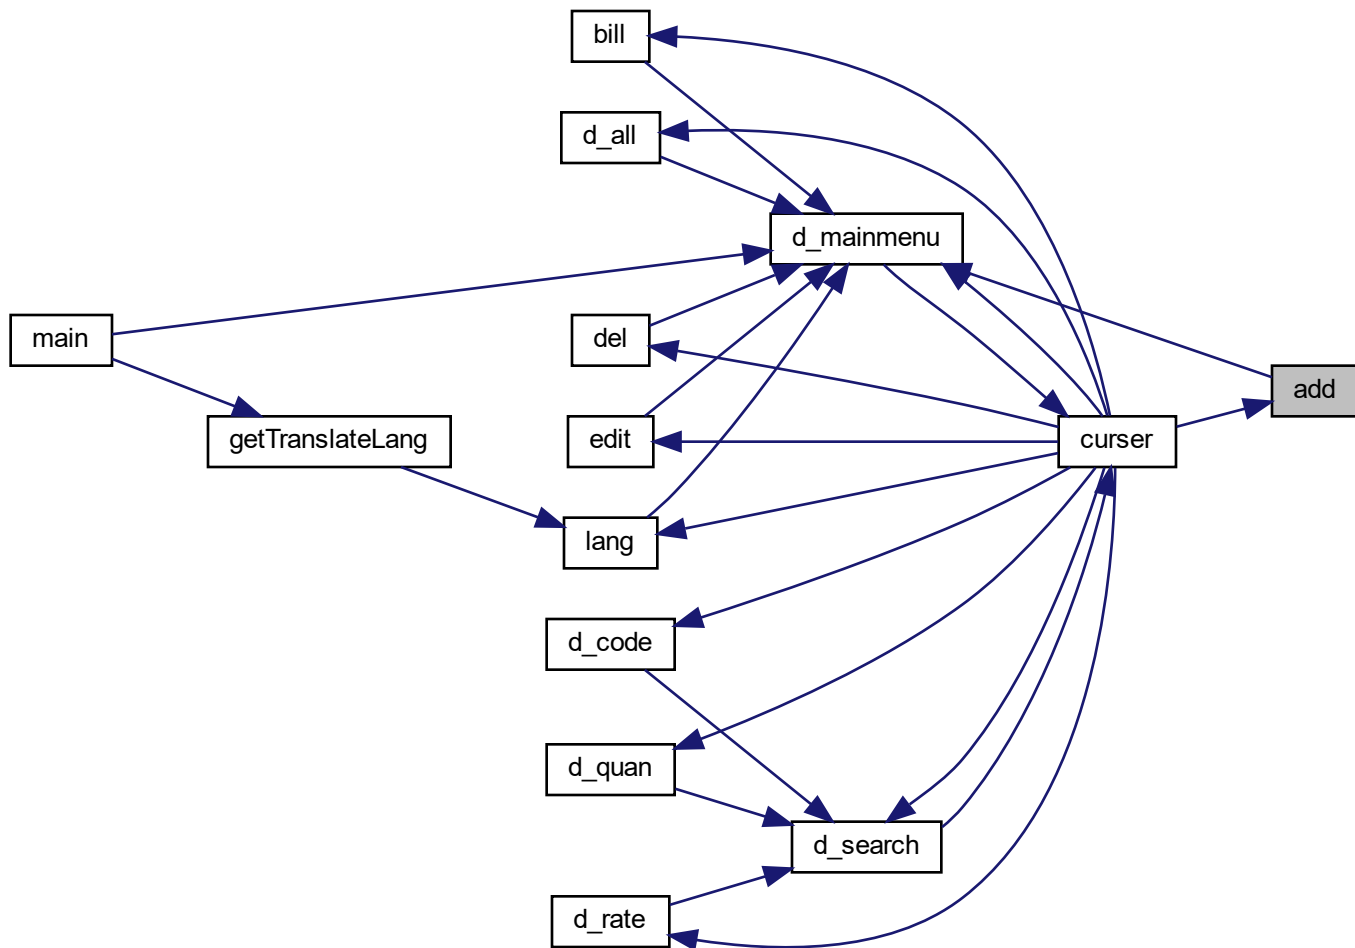 bill
d_all
d_mainmenu
main
del
add
getTranslateLang
edit
curser
lang
d_code
d_quan
d_search
d_rate